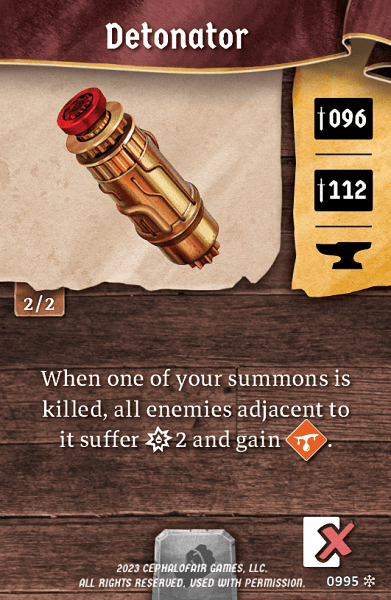 Detonator
†096
†112
2/2
When one of your summons is
killed, all enemies adjacent to
it suffer 2 and gain .
2023 CEPHALOFAIR GAMES, LLC.
ALL RIGHTS RESERVED. USED WITH PERMISSION.
0995